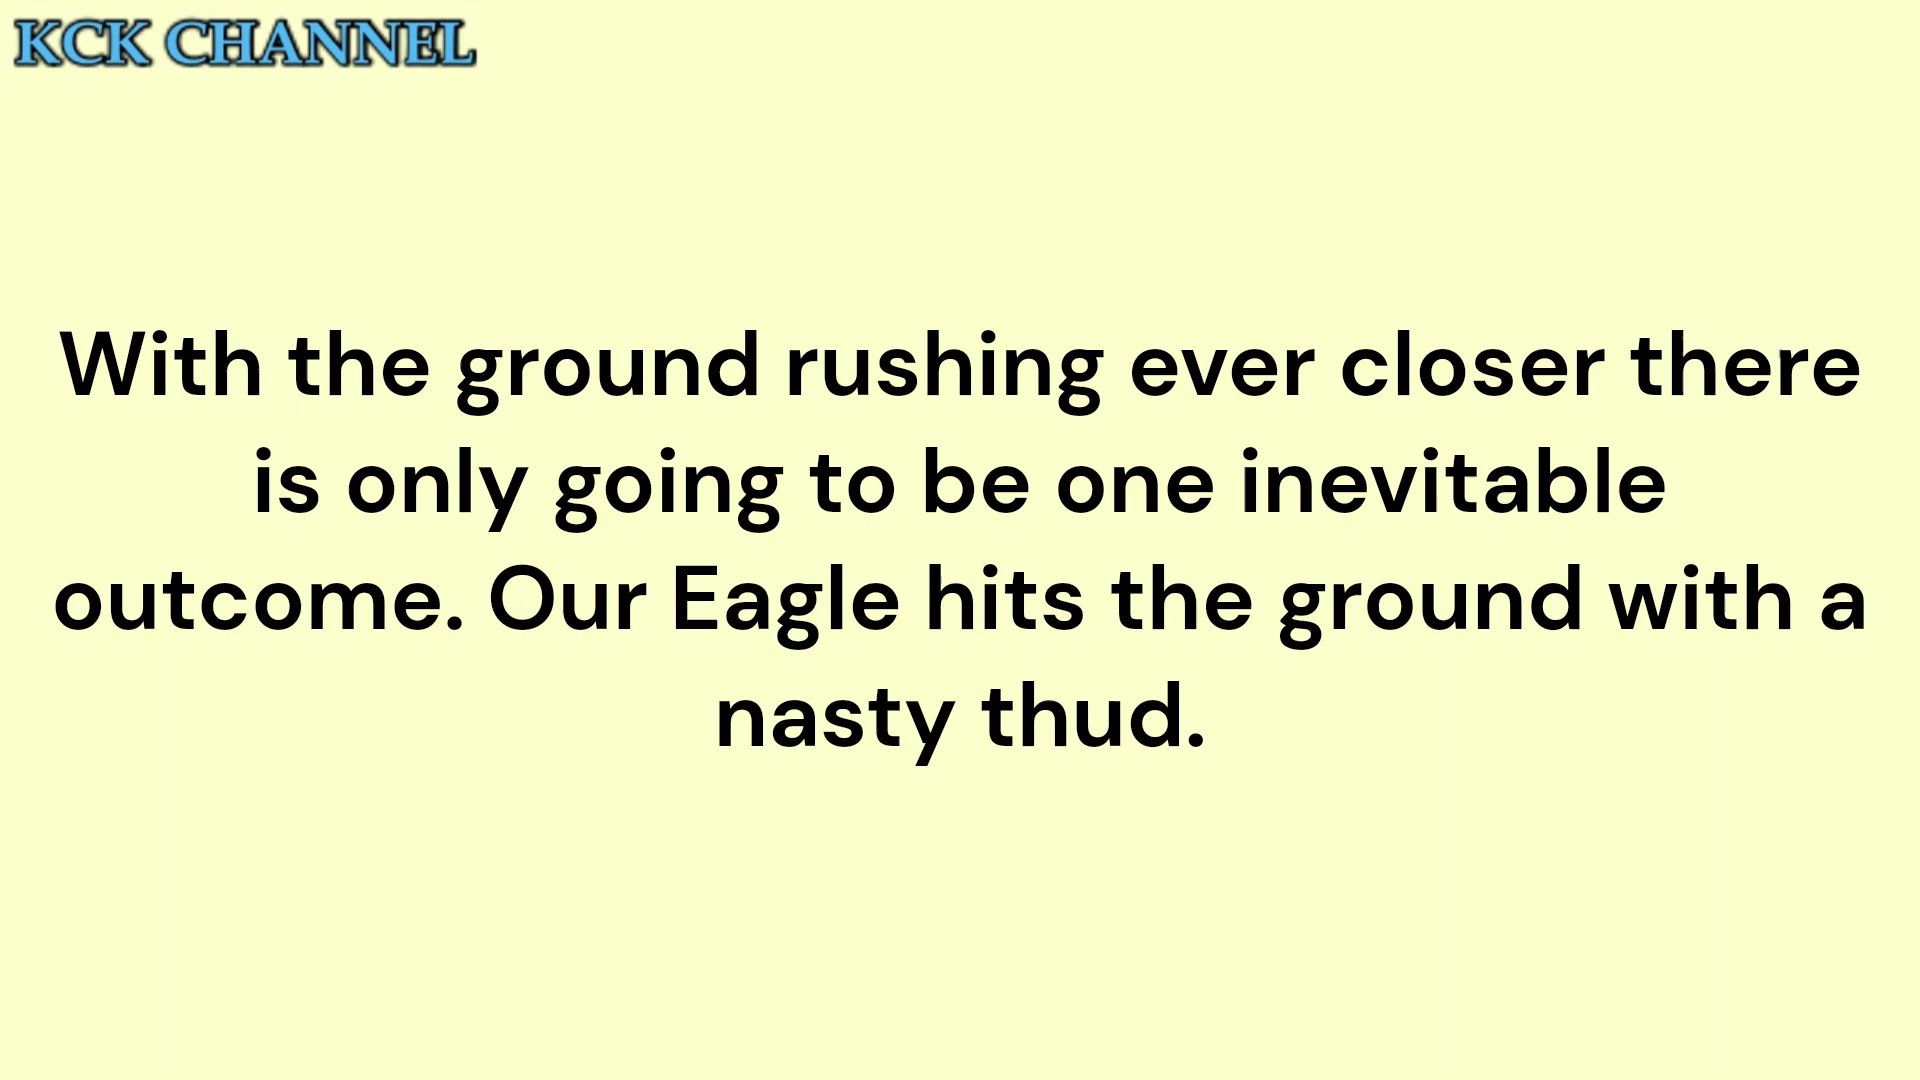 KCK CHANNEL
With the ground rushing ever closer there
is only going to be one inevitable
outcome. Our Eagle hits the ground with a
nasty thud.